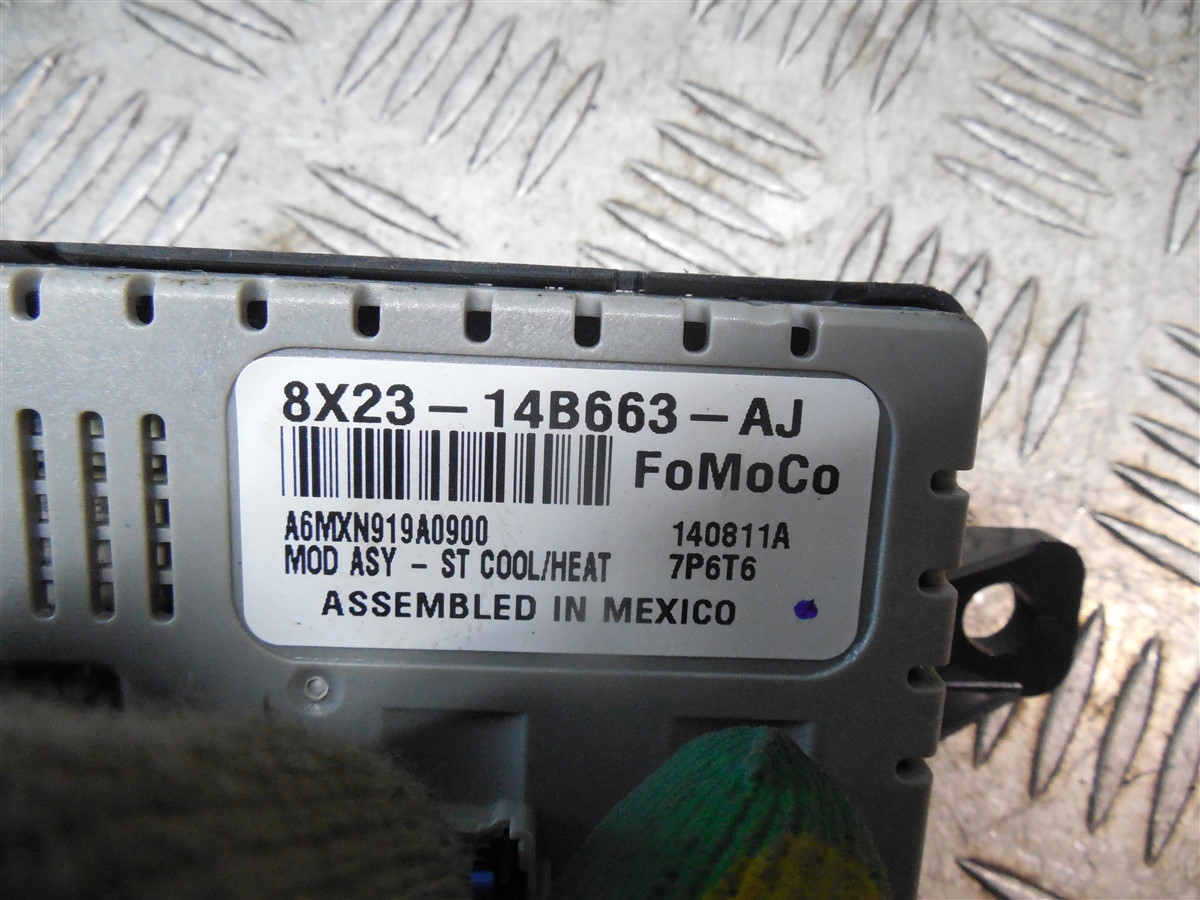 8X23-14B663-AJ
FoMoCo
A6MXN919A0900 140811A
MOD ASY - ST COOL/HEAT 7P6T6
ASSEMBLED IN MEXICO